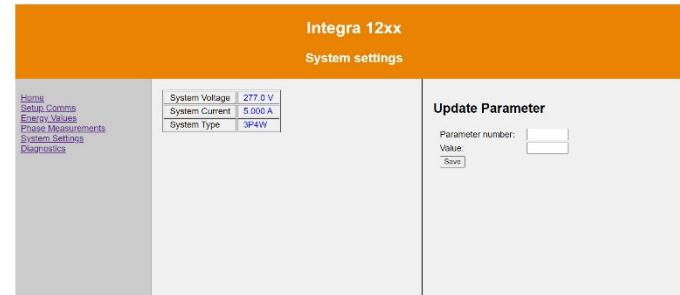 Integra 12xx
System settings
Home
Setup Comms
Energy Values
Phase Measurements
System Settings
Diagnostics
System Voltage 277.0 V
System Current 5.000 A
System Type 3P4W
Update Parameter
Parameter number:
Value:
Save